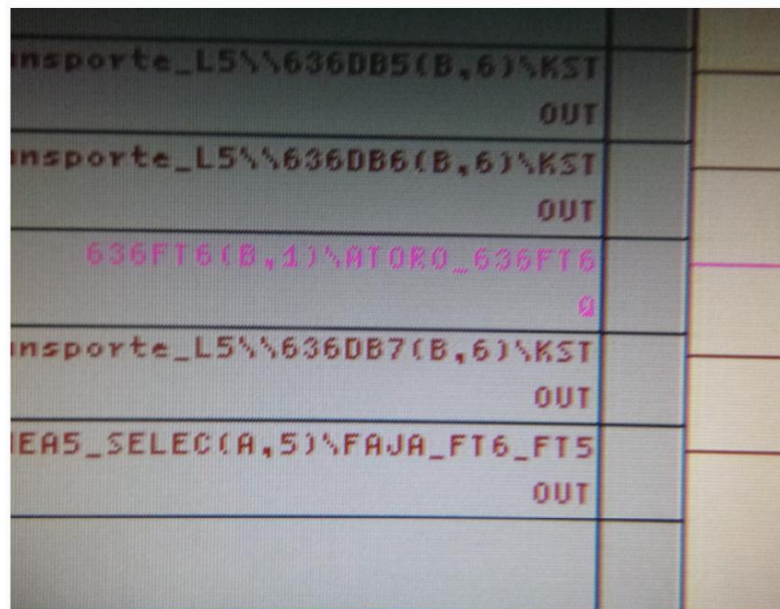 nsporte_L5\\636DB5(B,6)\KST
OUT
nsporte_L5\\636DB6(B,6)\KST
OUT
636FT6(B,1)\ATORO_636FT6
Q
nsporte_L5\\636DB7(B,6)\KST
OUT
EA5_SELEC(A,5)\FAJA_FT6_FT5
OUT